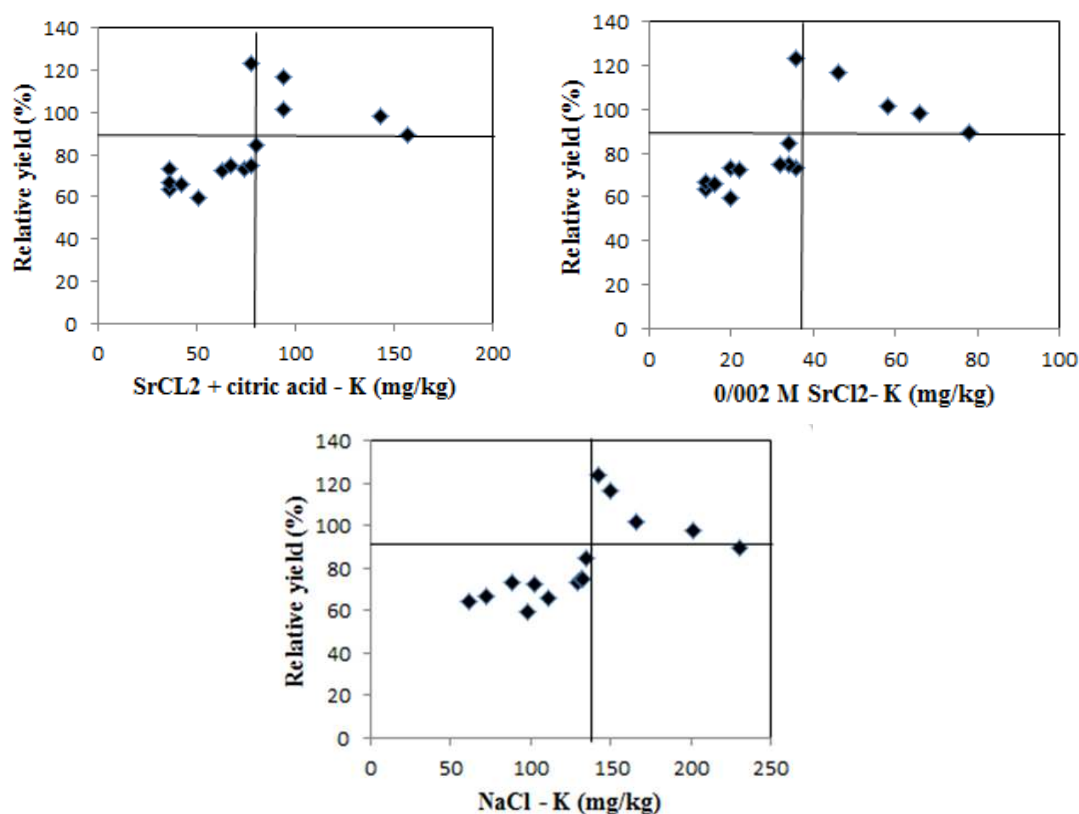 140
120
100
80
60
40
20
0
Relative yield (%)
0 50 100 150 200
SrCL2 + citric acid - K (mg/kg)
140
120
100
80
60
40
20
0
Relative yield (%)
0 20 40 60 80 100
0/002 M SrCl2- K (mg/kg)
140
120
100
80
60
40
20
0
Relative yield (%)
0 50 100 150 200 250
NaCl - K (mg/kg)